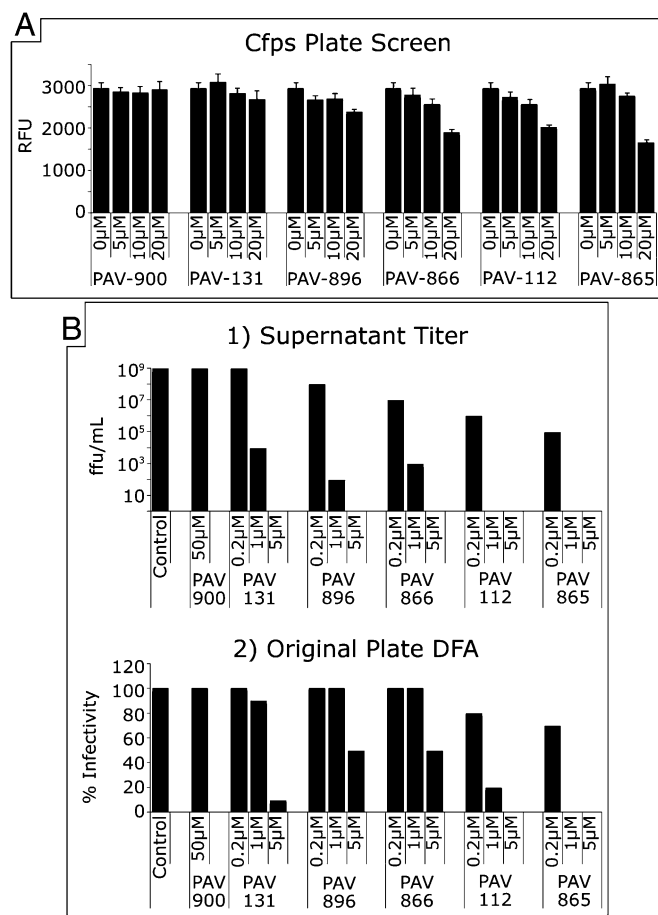 A
Cfps Plate Screen
RFU
3000
2000
1000
0
0µM 5µM 10µM 20µM 0µM 5µM 10µM 20µM 0µM 5µM 10µM 20µM 0µM 5µM 10µM 20µM 0µM 5µM 10µM 20µM 0µM 5µM 10µM 20µM
PAV-900 PAV-131 PAV-896 PAV-866 PAV-112 PAV-865
B
1) Supernatant Titer
ffu/mL
10⁹
10⁷
10⁵
10³
10
Control 50µM 0.2µM 1µM 5µM 0.2µM 1µM 5µM 0.2µM 1µM 5µM 0.2µM 1µM 5µM 0.2µM 1µM 5µM
PAV PAV PAV PAV PAV PAV
900 131 896 866 112 865
2) Original Plate DFA
% Infectivity
120
100
80
60
40
20
0
Control 50µM 0.2µM 1µM 5µM 0.2µM 1µM 5µM 0.2µM 1µM 5µM 0.2µM 1µM 5µM 0.2µM 1µM 5µM
PAV PAV PAV PAV PAV PAV
900 131 896 866 112 865